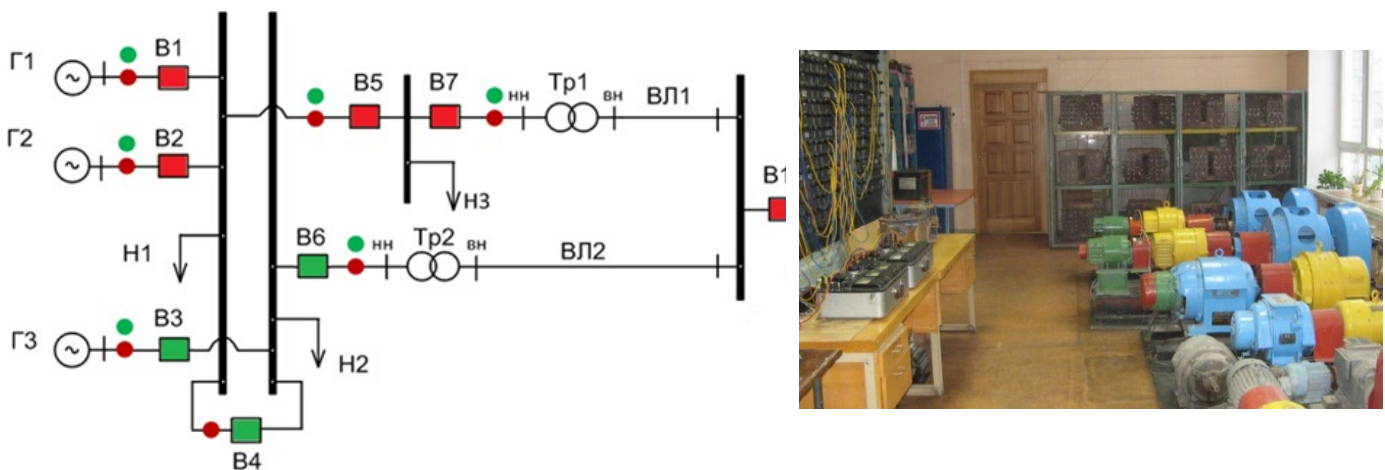 Г1
В1
Г2
В2
В5
В7
нн
Тр1
вн
ВЛ1
В1
Н3
Н1
В6
нн
Тр2
вн
ВЛ2
Г3
В3
Н2
В4